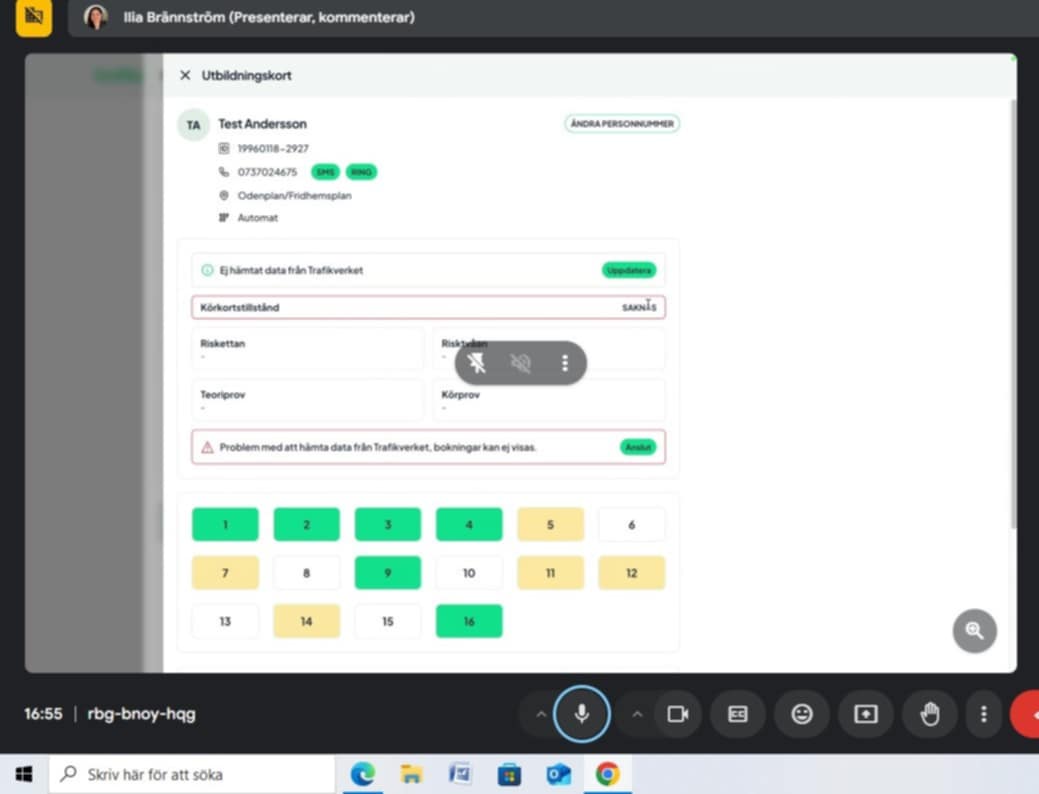 Ilia Brännström (Presenterar, kommenterar)
Utbildningskort
TA
Test Andersson
ÄNDRA PERSONNUMMER
19960118-2927
0737024675 SMS RING
Odenplan/Fridhemsplan
Automat
Ej hämtat data från Trafikverket
Uppdatera
Körkortstillstånd
SAKNAS
Riskettan
-
Risktvåan
-
Teoriprov
-
Körprov
-
Problem med att hämta data från Trafikverket, bokningar kan ej visas.
Anslut
1 2 3 4 5 6
7 8 9 10 11 12
13 14 15 16
16:55 | rbg-bnoy-hqg
CC
Skriv här för att söka